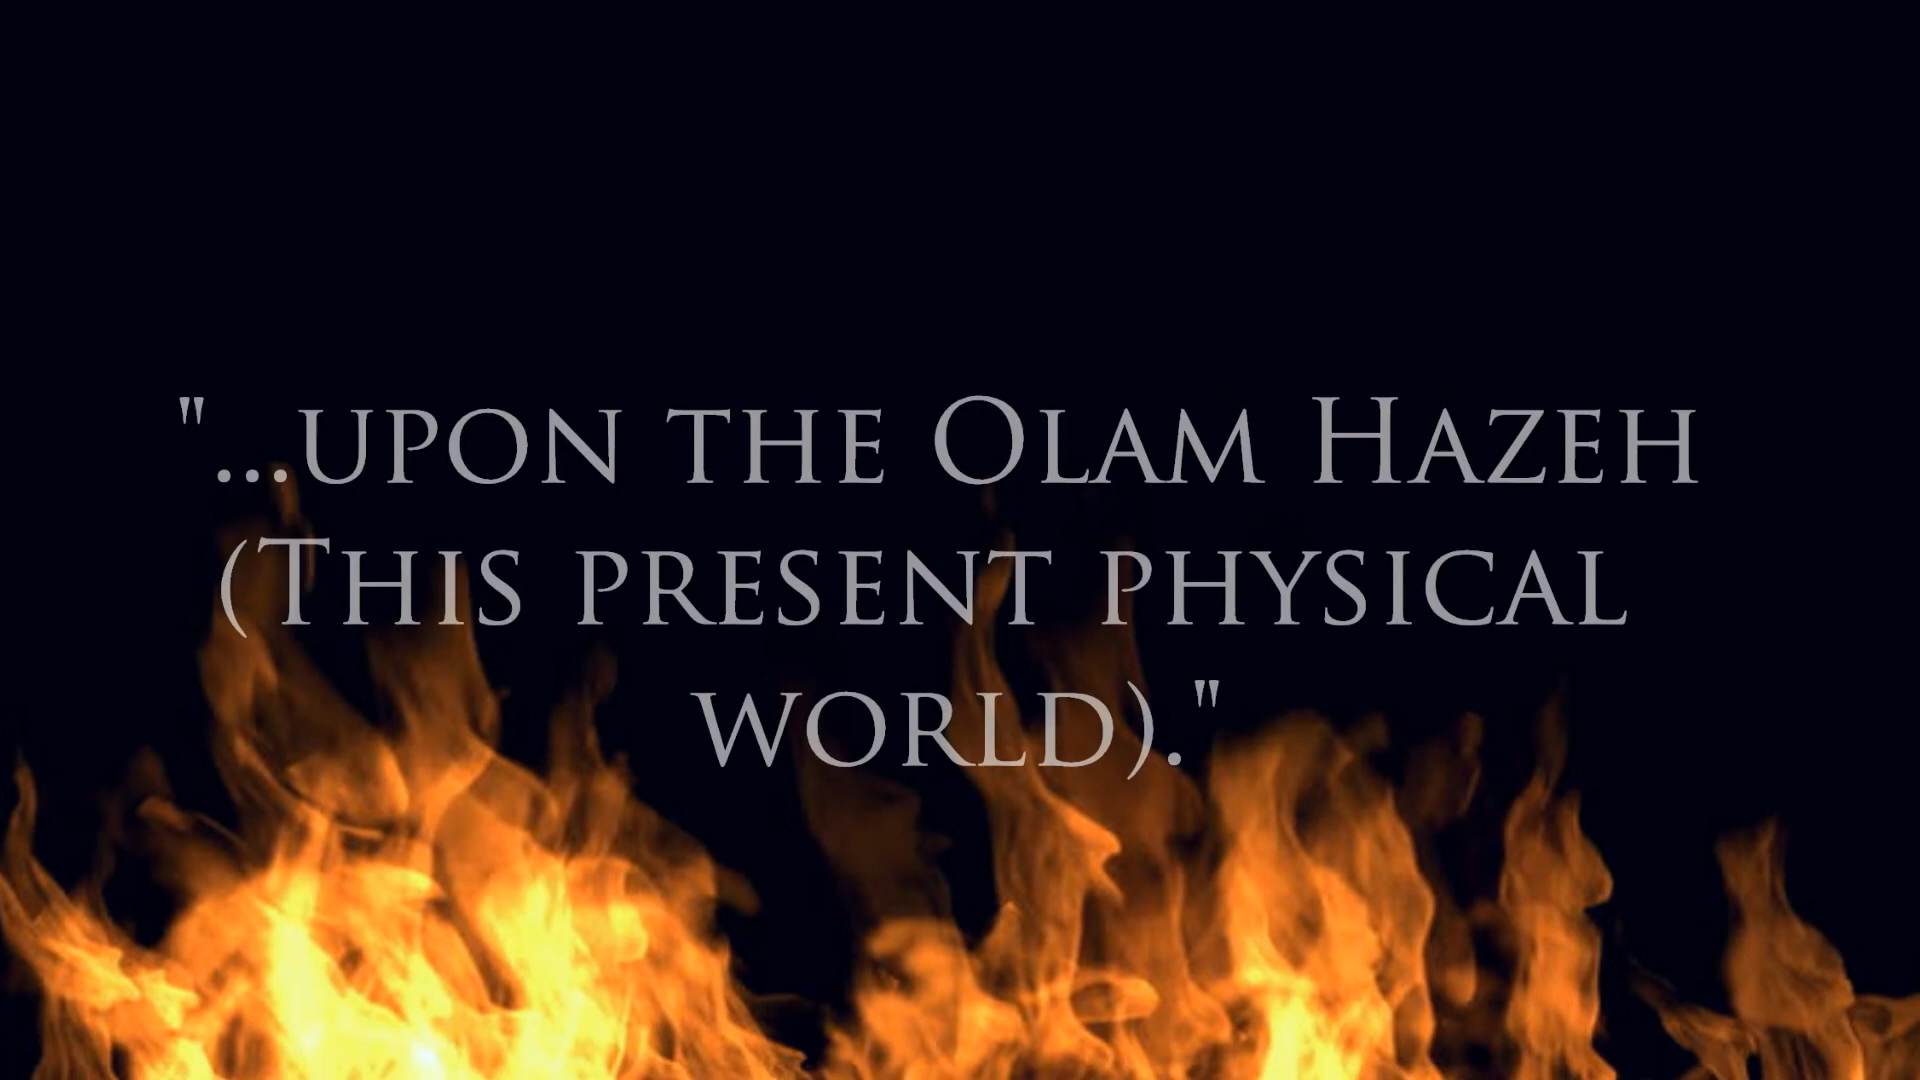 "...upon the Olam Hazeh
(This present physical
world)."